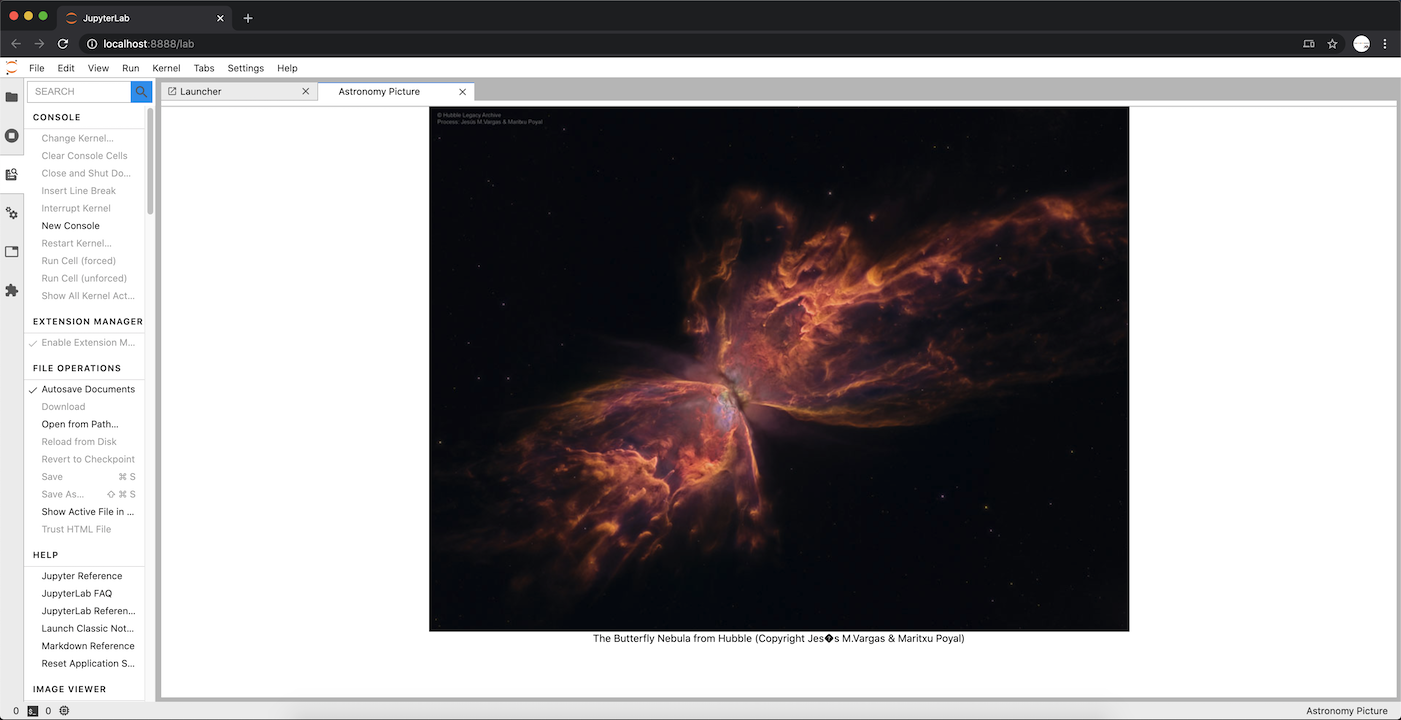 JupyterLab
localhost:8888/lab
File Edit View Run Kernel Tabs Settings Help
SEARCH
Launcher
Astronomy Picture
CONSOLE
Change Kernel...
Clear Console Cells
Close and Shut Do...
Insert Line Break
Interrupt Kernel
New Console
Restart Kernel...
Run Cell (forced)
Run Cell (unforced)
Show All Kernel Act...
EXTENSION MANAGER
Enable Extension M...
FILE OPERATIONS
Autosave Documents
Download
Open from Path...
Reload from Disk
Revert to Checkpoint
Save ⌘ S
Save As... ⇧ ⌘ S
Show Active File in ...
Trust HTML File
HELP
Jupyter Reference
JupyterLab FAQ
JupyterLab Referen...
Launch Classic Not...
Markdown Reference
Reset Application S...
IMAGE VIEWER
© Hubble Legacy Archive
Process: Jesús M.Vargas & Maritxu Poyal
The Butterfly Nebula from Hubble (Copyright Jes�s M.Vargas & Maritxu Poyal)
0 $_ 0
Astronomy Picture